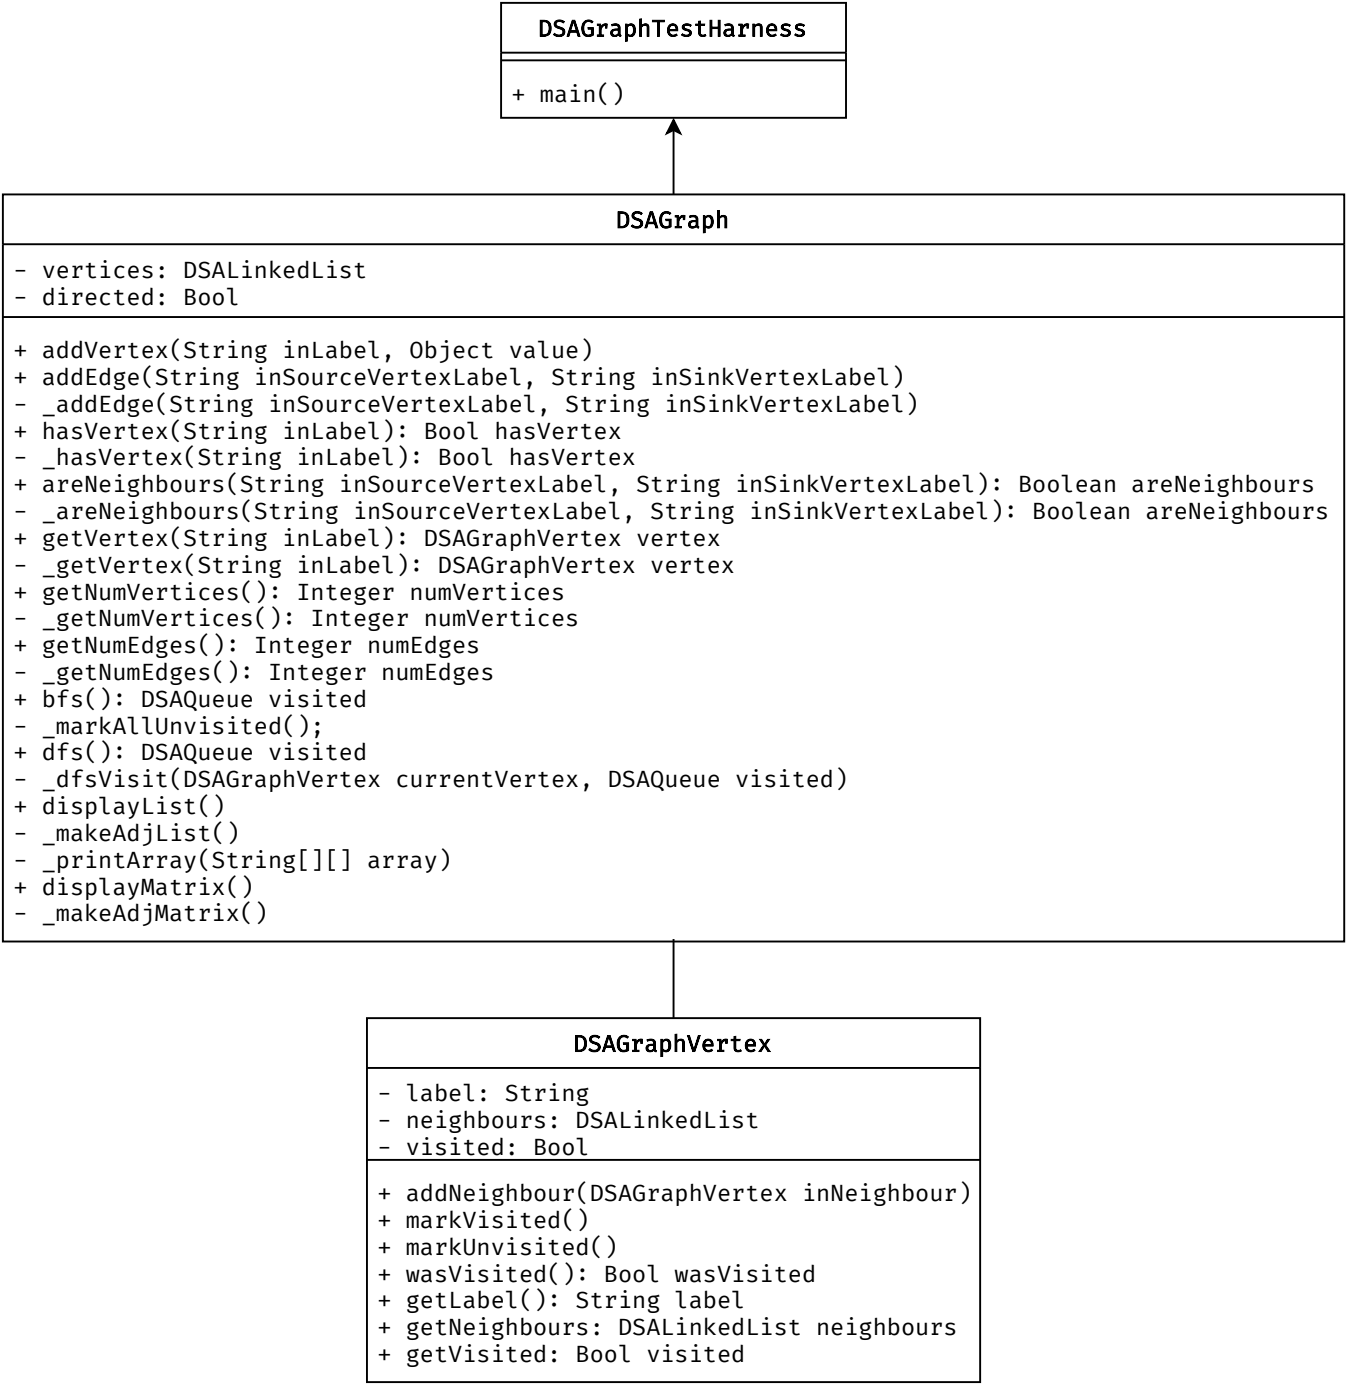 DSAGraphTestHarness
+ main()
DSAGraph
- vertices: DSALinkedList
- directed: Bool
+ addVertex(String inLabel, Object value)
+ addEdge(String inSourceVertexLabel, String inSinkVertexLabel)
- _addEdge(String inSourceVertexLabel, String inSinkVertexLabel)
+ hasVertex(String inLabel): Bool hasVertex
- _hasVertex(String inLabel): Bool hasVertex
+ areNeighbours(String inSourceVertexLabel, String inSinkVertexLabel): Boolean areNeighbours
- _areNeighbours(String inSourceVertexLabel, String inSinkVertexLabel): Boolean areNeighbours
+ getVertex(String inLabel): DSAGraphVertex vertex
- _getVertex(String inLabel): DSAGraphVertex vertex
+ getNumVertices(): Integer numVertices
- _getNumVertices(): Integer numVertices
+ getNumEdges(): Integer numEdges
- _getNumEdges(): Integer numEdges
+ bfs(): DSAQueue visited
- _markAllUnvisited();
+ dfs(): DSAQueue visited
- _dfsVisit(DSAGraphVertex currentVertex, DSAQueue visited)
+ displayList()
- _makeAdjList()
- _printArray(String[][] array)
+ displayMatrix()
- _makeAdjMatrix()
DSAGraphVertex
- label: String
- neighbours: DSALinkedList
- visited: Bool
+ addNeighbour(DSAGraphVertex inNeighbour)
+ markVisited()
+ markUnvisited()
+ wasVisited(): Bool wasVisited
+ getLabel(): String label
+ getNeighbours: DSALinkedList neighbours
+ getVisited: Bool visited